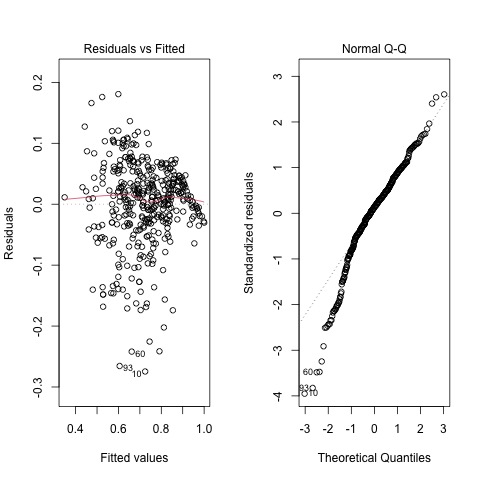 Residuals vs Fitted
Residuals
0.2
0.1
0.0
-0.1
-0.2
-0.3
60
93
10
0.4 0.6 0.8 1.0
Fitted values
Normal Q-Q
Standardized residuals
3
2
1
0
-1
-2
-3
-4
60
93
10
-3 -2 -1 0 1 2 3
Theoretical Quantiles